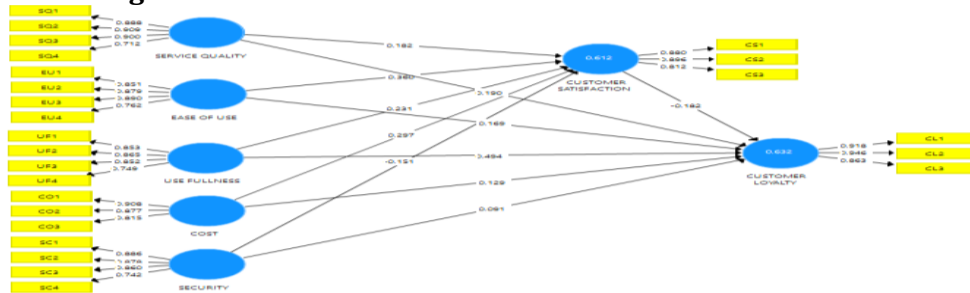 SQ1
SQ2
SQ3
SQ4
0.888
0.909
0.900
0.712
SERVICE QUALITY
EU1
EU2
EU3
EU4
0.851
0.879
0.890
0.762
EASE OF USE
UF1
UF2
UF3
UF4
0.853
0.865
0.852
0.749
USE FULLNESS
CO1
CO2
CO3
0.908
0.877
0.815
COST
SC1
SC2
SC3
SC4
0.886
0.860
0.742
SECURITY
0.182
0.360
0.190
0.231
0.169
0.297
-0.151
0.494
0.129
0.091
-0.182
0.612
CUSTOMER
SATISFACTION
0.880
0.896
0.812
CS1
CS2
CS3
0.632
CUSTOMER
LOYALTY
0.918
0.946
0.863
CL1
CL2
CL3